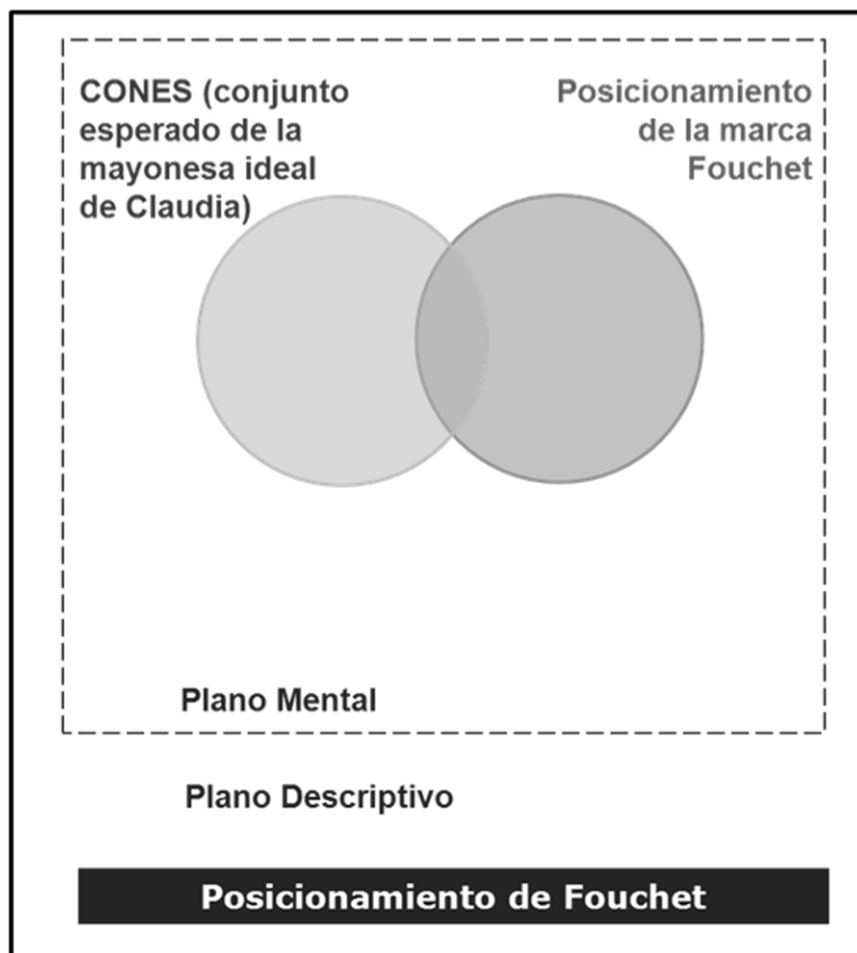 CONES (conjunto
esperado de la
mayonesa ideal
de Claudia)
Posicionamiento
de la marca
Fouchet
Plano Mental
Plano Descriptivo
Posicionamiento de Fouchet